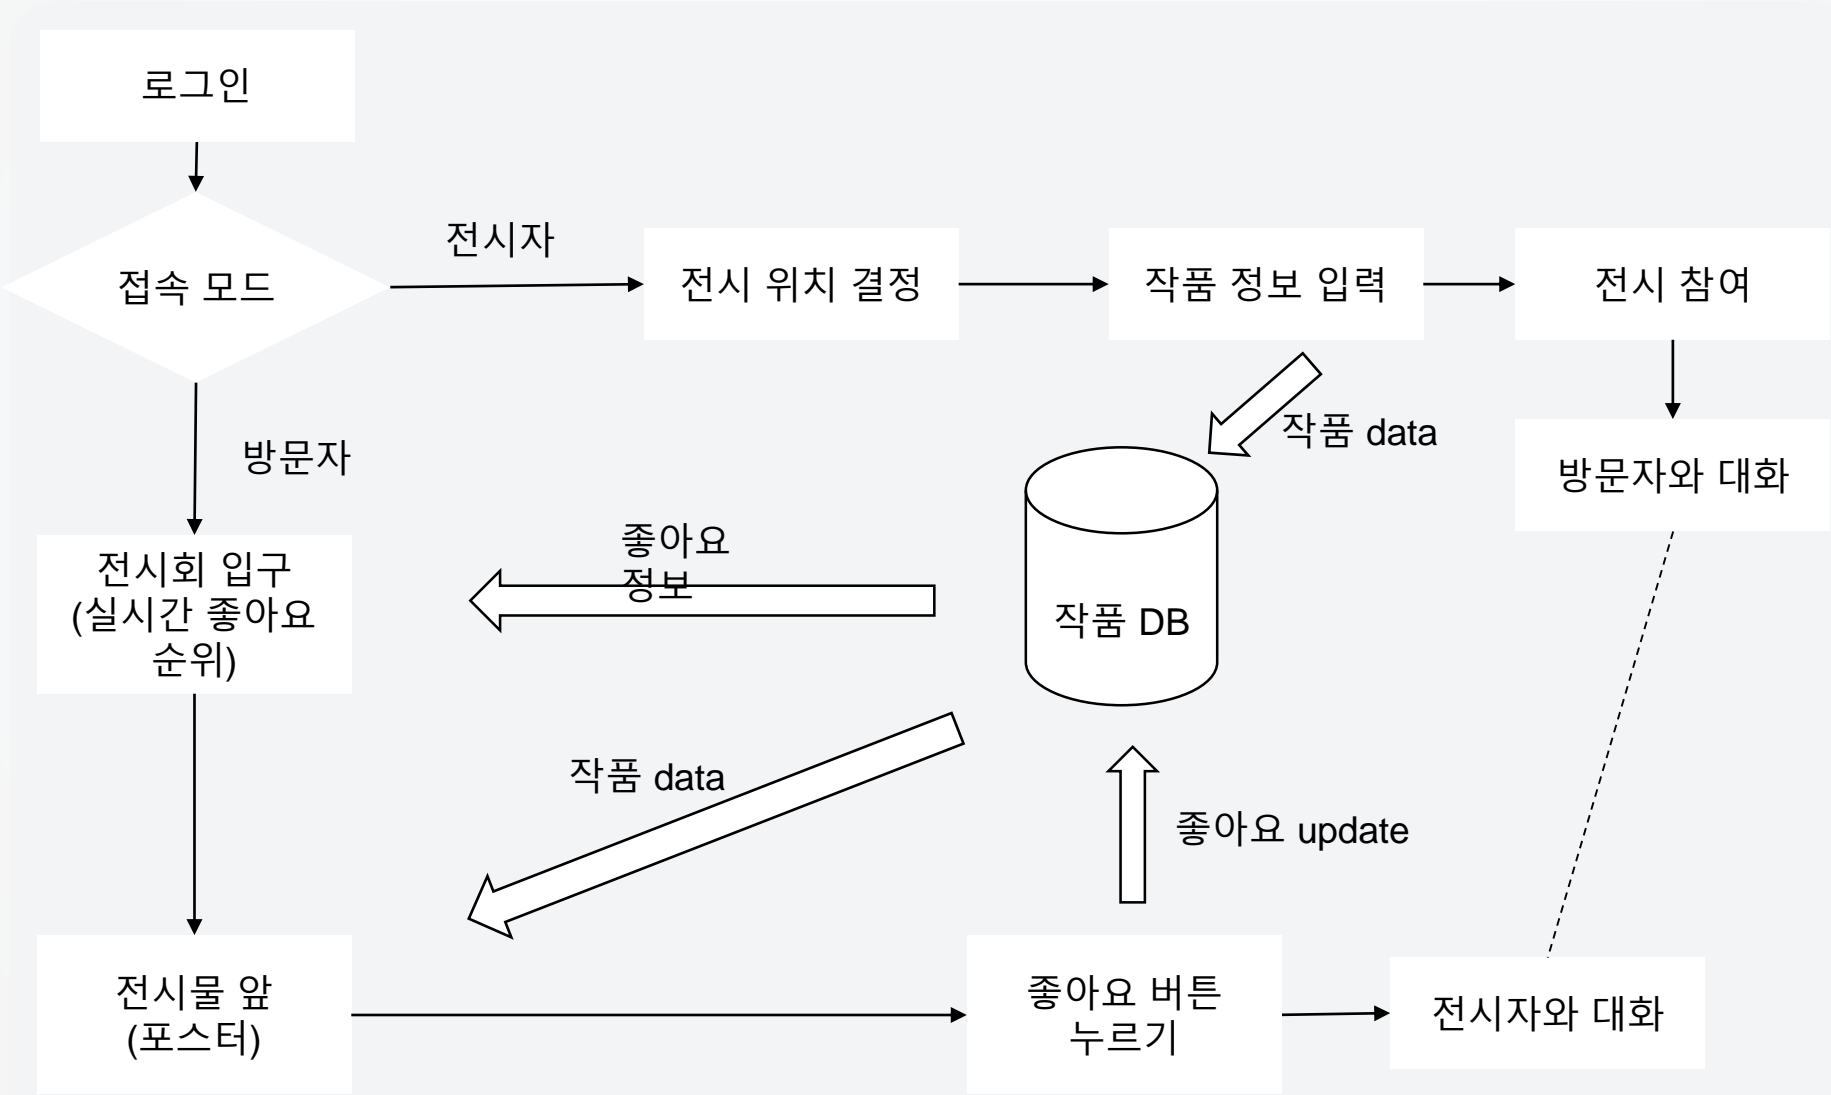 로그인
전시자
접속 모드
전시 위치 결정
작품 정보 입력
전시 참여
방문자
작품 data
방문자와 대화
좋아요
정보
전시회 입구
(실시간 좋아요
순위)
작품 DB
작품 data
좋아요 update
전시물 앞
(포스터)
좋아요 버튼
누르기
전시자와 대화